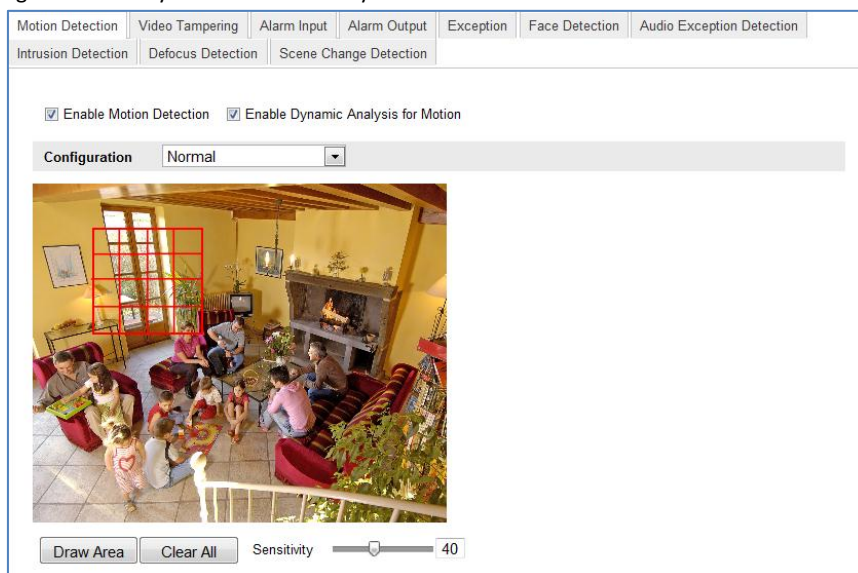 Motion Detection Video Tampering Alarm Input Alarm Output Exception Face Detection Audio Exception Detection
Intrusion Detection Defocus Detection Scene Change Detection
Enable Motion Detection Enable Dynamic Analysis for Motion
Configuration Normal
Draw Area Clear All Sensitivity 40